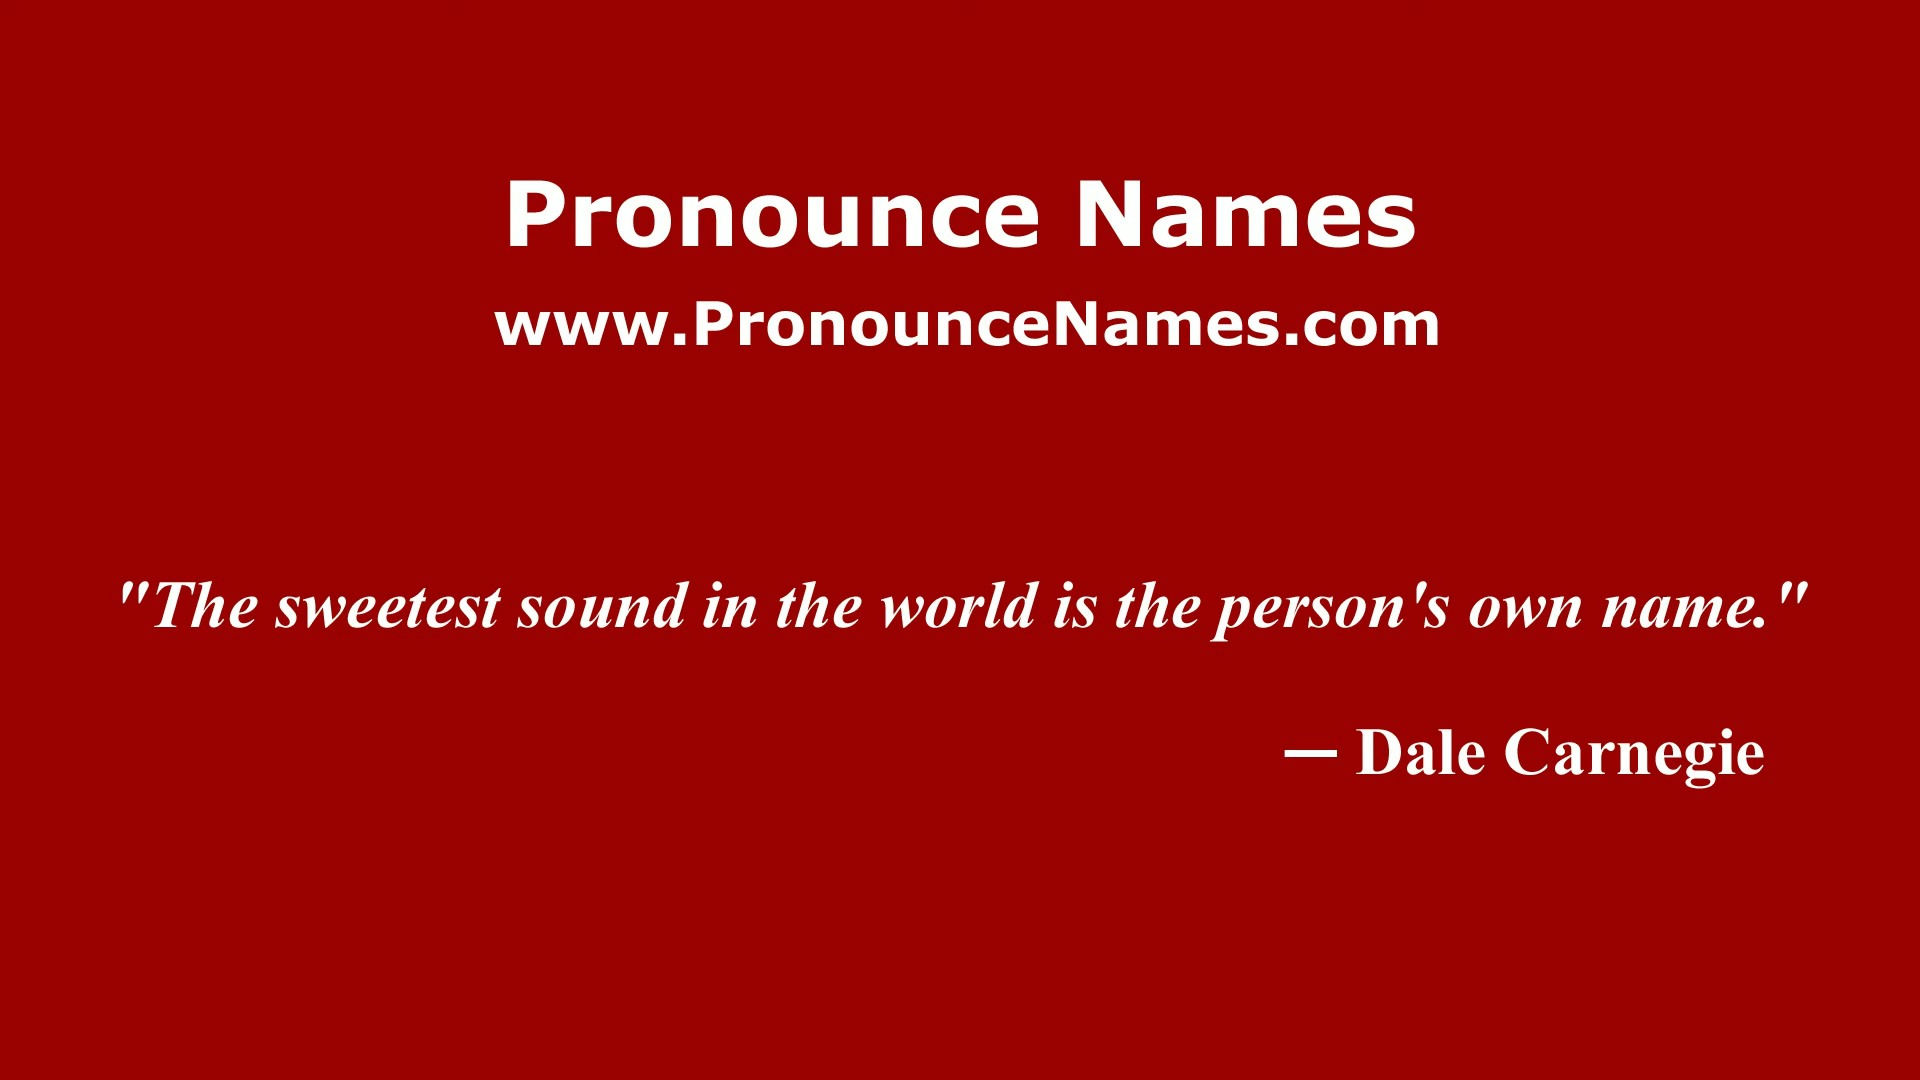 Pronounce Names
www.PronounceNames.com
"The sweetest sound in the world is the person's own name."
— Dale Carnegie